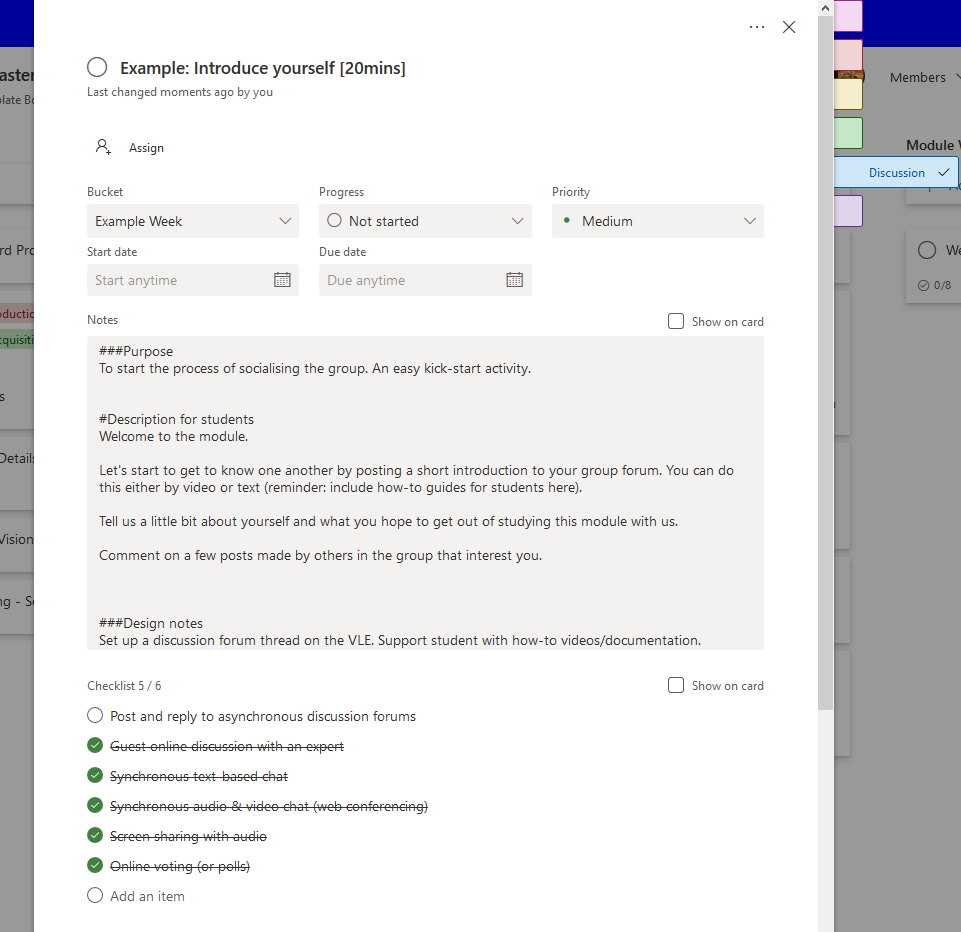 Example: Introduce yourself [20mins]
Last changed moments ago by you
Assign
Bucket
Progress
Priority
Example Week
Not started
Medium
Start date
Due date
Start anytime
Due anytime
Notes
Show on card
###Purpose
To start the process of socialising the group. An easy kick-start activity.
#Description for students
Welcome to the module.
Let's start to get to know one another by posting a short introduction to your group forum. You can do
this either by video or text (reminder: include how-to guides for students here).
Tell us a little bit about yourself and what you hope to get out of studying this module with us.
Comment on a few posts made by others in the group that interest you.
###Design notes
Set up a discussion forum thread on the VLE. Support student with how-to videos/documentation.
Checklist 5 / 6
Show on card
Post and reply to asynchronous discussion forums
Guest online discussion with an expert
Synchronous text-based chat
Synchronous audio & video chat (web conferencing)
Screen sharing with audio
Online voting (or polls)
Add an item
Members
Module
Discussion
0/8
Details
Vision